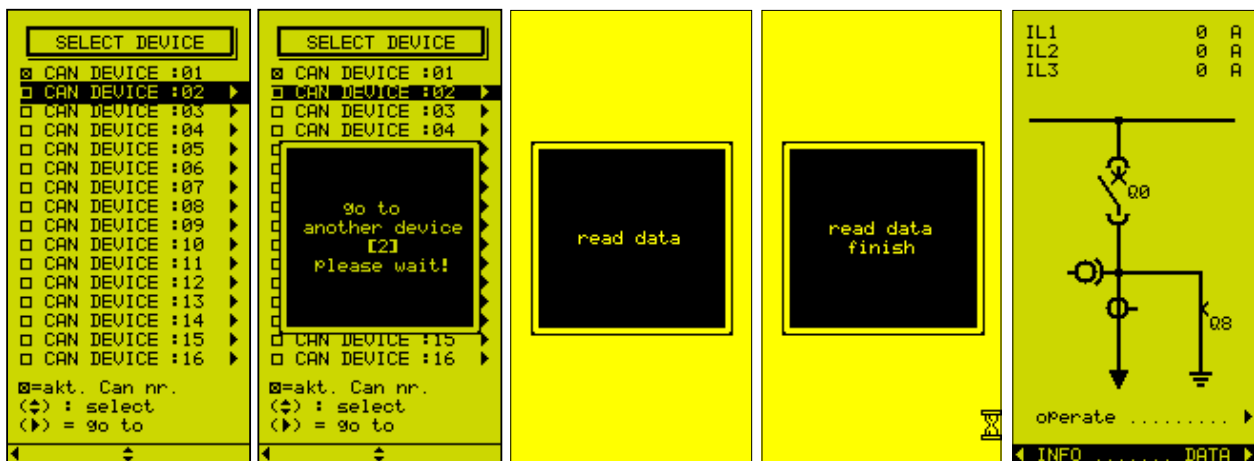 SELECT DEVICE
CAN DEVICE :01
CAN DEVICE :02
CAN DEVICE :03
CAN DEVICE :04
CAN DEVICE :05
CAN DEVICE :06
CAN DEVICE :07
CAN DEVICE :08
CAN DEVICE :09
CAN DEVICE :10
CAN DEVICE :11
CAN DEVICE :12
CAN DEVICE :13
CAN DEVICE :14
CAN DEVICE :15
CAN DEVICE :16
☒=akt. Can nr.
(♦) : select
(▶) = go to
SELECT DEVICE
CAN DEVICE :01
CAN DEVICE :02
CAN DEVICE :03
CAN DEVICE :04
go to
another device
[2]
please wait!
CAN DEVICE :15
CAN DEVICE :16
☒=akt. Can nr.
(♦) : select
(▶) = go to
read data
read data
finish
IL1 0 A
IL2 0 A
IL3 0 A
Q0
Q8
operate .........
INFO ....... DATA